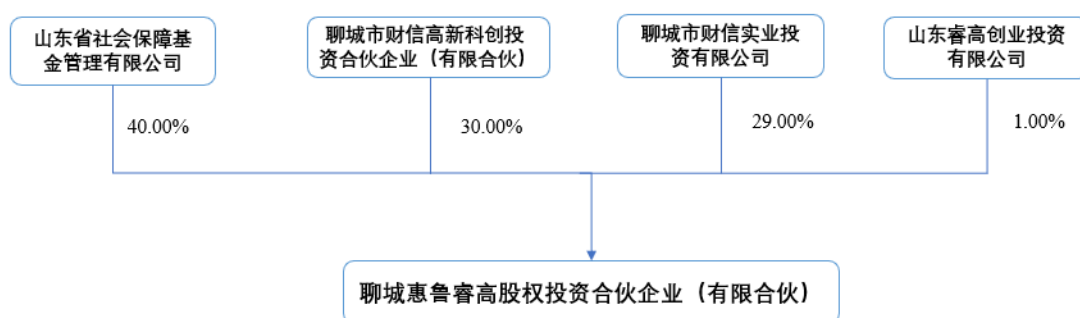 山东省社会保障基
金管理有限公司
聊城市财信高新科创投
资合伙企业（有限合伙）
聊城市财信实业投
资有限公司
山东睿高创业投资
有限公司
40.00%
30.00%
29.00%
1.00%
聊城惠鲁睿高股权投资合伙企业（有限合伙）